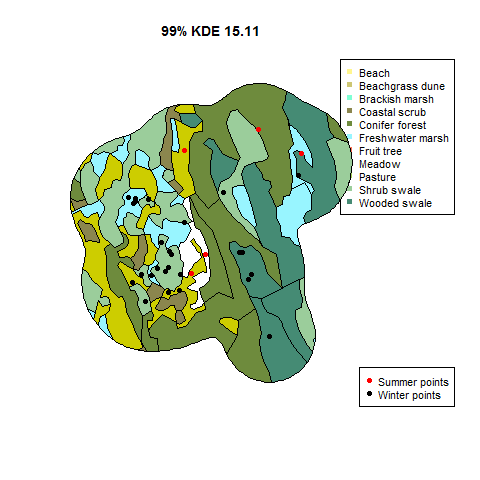 99% KDE 15.11
Beach
Beachgrass dune
Brackish marsh
Coastal scrub
Conifer forest
Freshwater marsh
Fruit tree
Meadow
Pasture
Shrub swale
Wooded swale
Summer points
Winter points